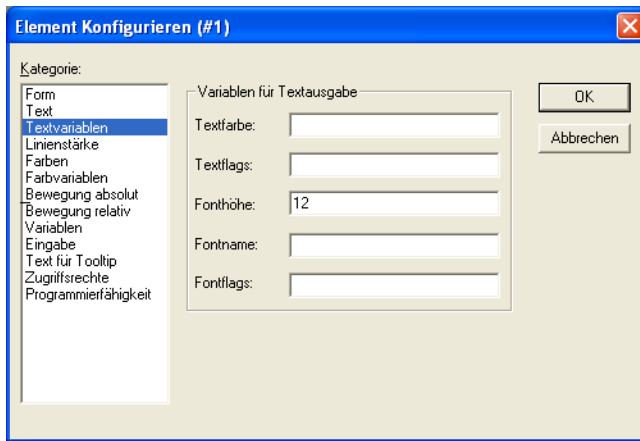 Element Konfigurieren (#1)
Kategorie:
Form
Text
Textvariablen
Linienstärke
Farben
Farbvariablen
Bewegung absolut
Bewegung relativ
Variablen
Eingabe
Text für Tooltip
Zugriffsrechte
Programmierfähigkeit
Variablen für Textausgabe
Textfarbe:
Textflags:
Fonthöhe: 12
Fontname:
Fontflags:
OK
Abbrechen